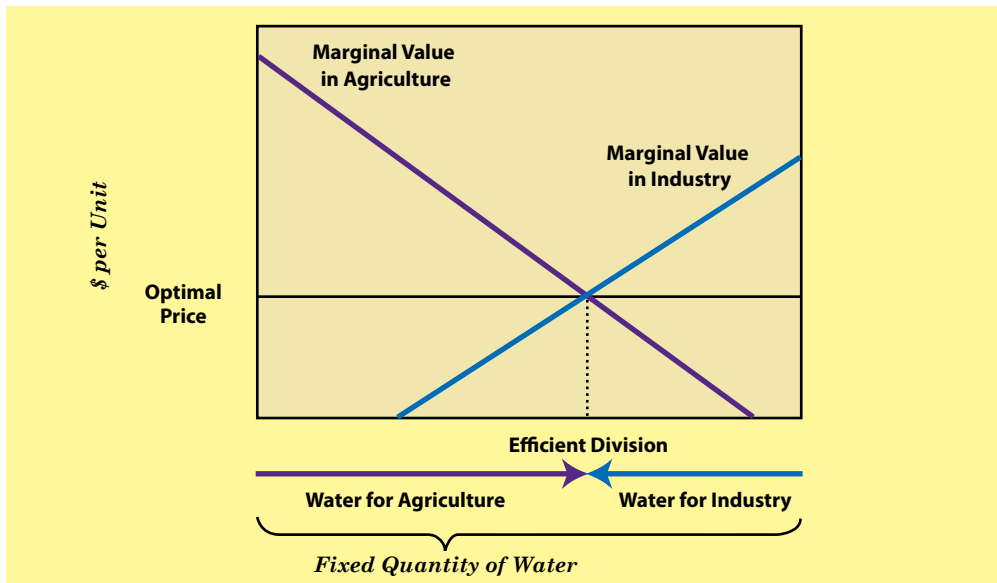 Marginal Value
in Agriculture
Marginal Value
in Industry
$ per Unit
Optimal
Price
Efficient Division
Water for Agriculture
Water for Industry
Fixed Quantity of Water